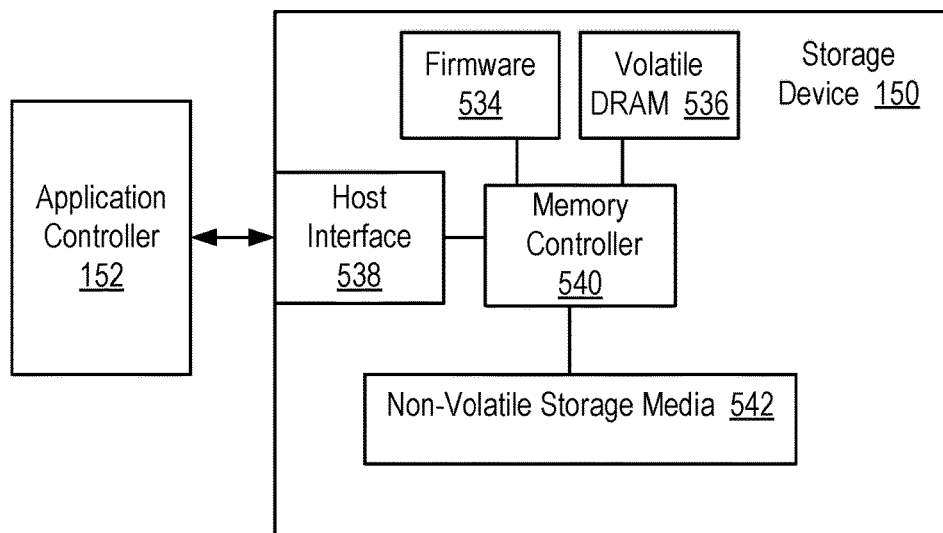 Firmware
534
Volatile
DRAM 536
Storage
Device 150
Application
Controller
152
Host
Interface
538
Memory
Controller
540
Non-Volatile Storage Media 542